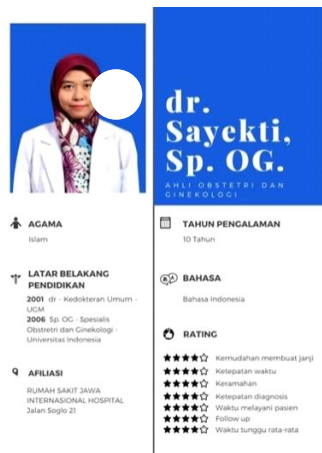 dr.
Sayekti,
Sp. OG.
AHLI OBSTETRI DAN
GINEKOLOGI
AGAMA
Islam
LATAR BELAKANG
PENDIDIKAN
2001 dr - Kedokteran Umum -
UGM
2006 Sp. OG - Spesialis
Obstretri dan Ginekologi -
Universitas Indonesia
AFILIASI
RUMAH SAKIT JAWA
INTERNASIONAL HOSPITAL
Jalan Soglo 21
TAHUN PENGALAMAN
10 Tahun
BAHASA
Bahasa Indonesia
RATING
Kemudahan membuat janji
Ketepatan waktu
Keramahan
Ketepatan diagnosis
Waktu melayani pasien
Follow up
Waktu tunggu rata-rata